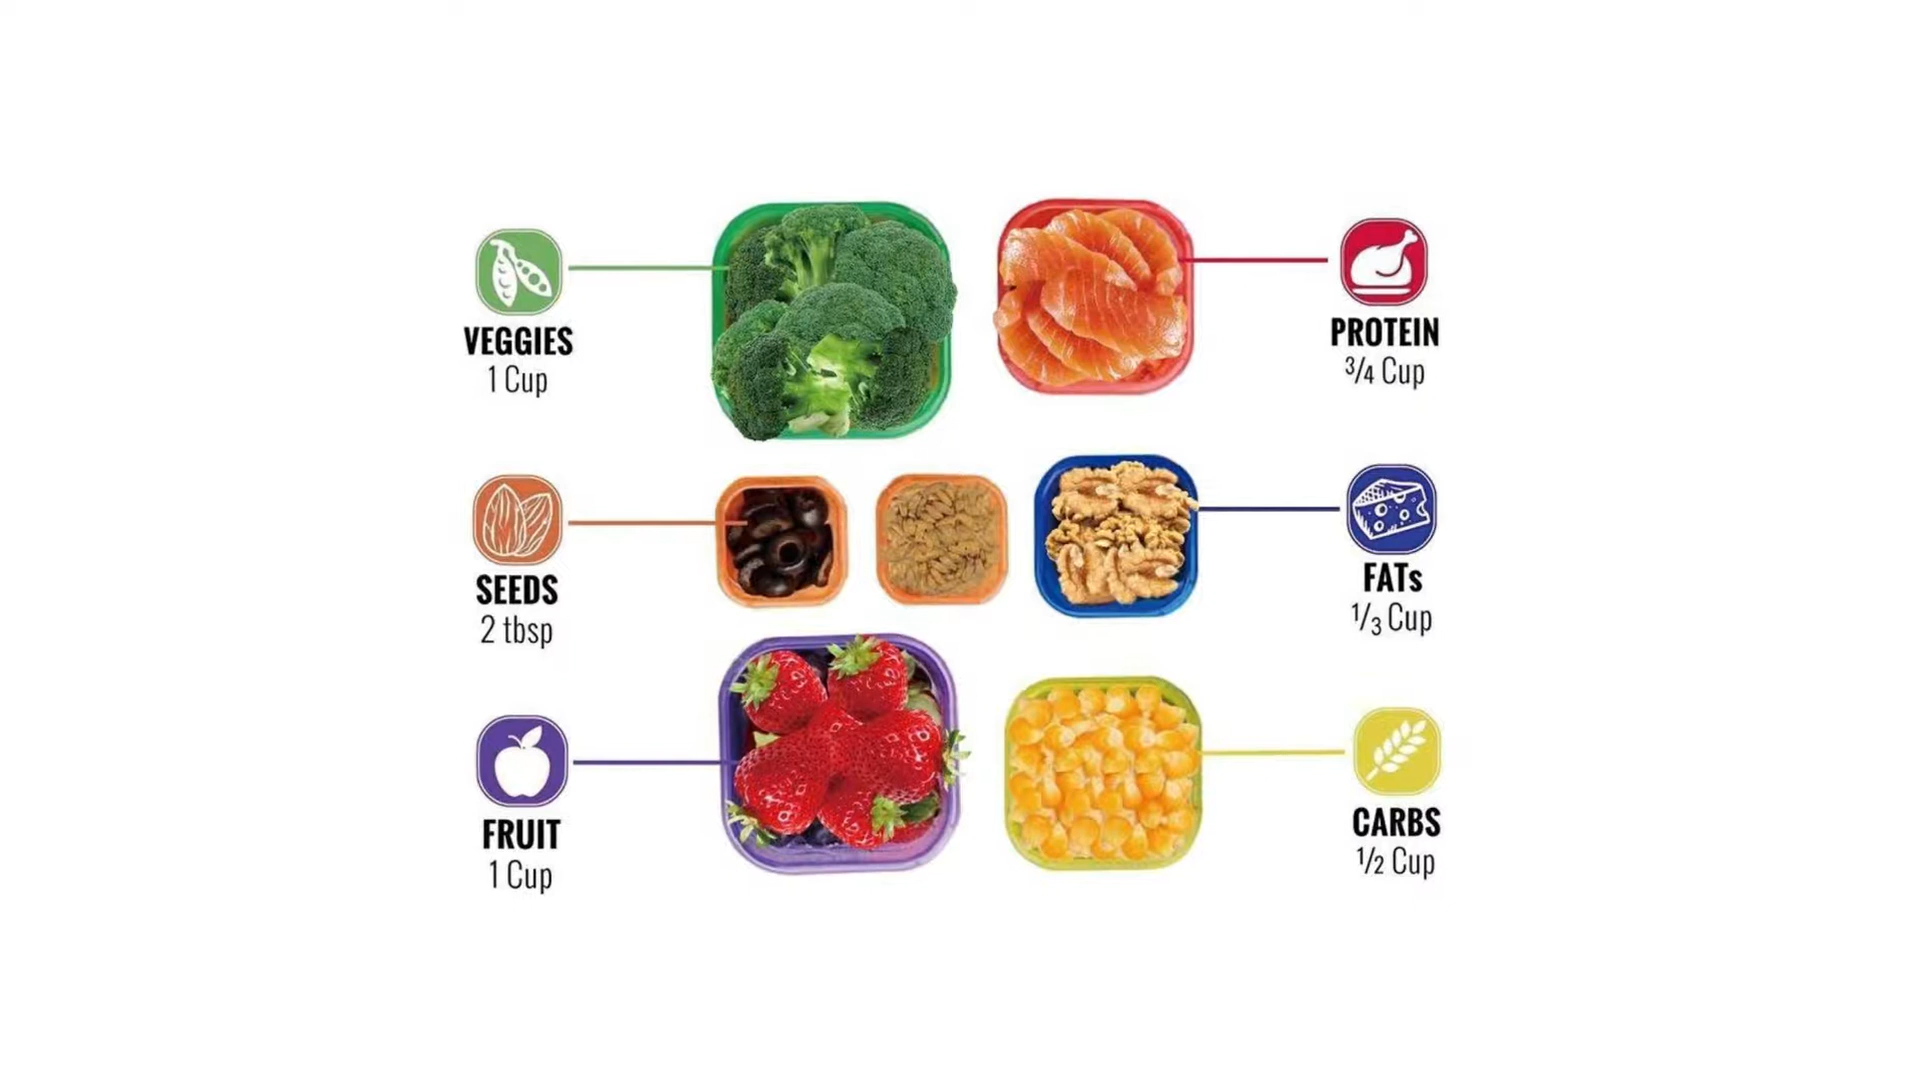 VEGGIES
1 Cup
PROTEIN
3/4 Cup
SEEDS
2 tbsp
FATs
1/3 Cup
FRUIT
1 Cup
CARBS
1/2 Cup